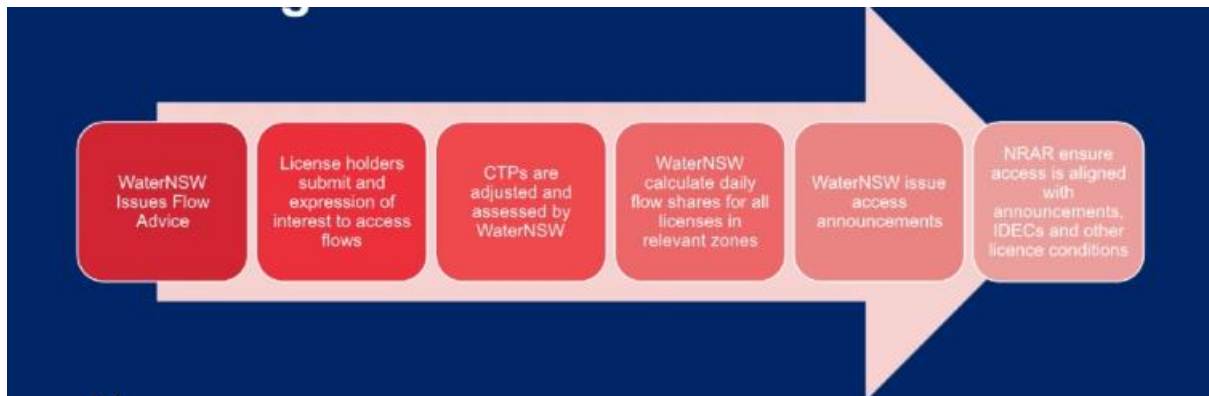 WaterNSW
Issues Flow
Advice
License holders
submit and
expression of
interest to access
flows
CTPs are
adjusted and
assessed by
WaterNSW
WaterNSW
calculate daily
flow shares for all
licenses in
relevant zones
WaterNSW issue
access
announcements
NRAR ensure
access is aligned
with
announcements,
IDECs and other
licence conditions